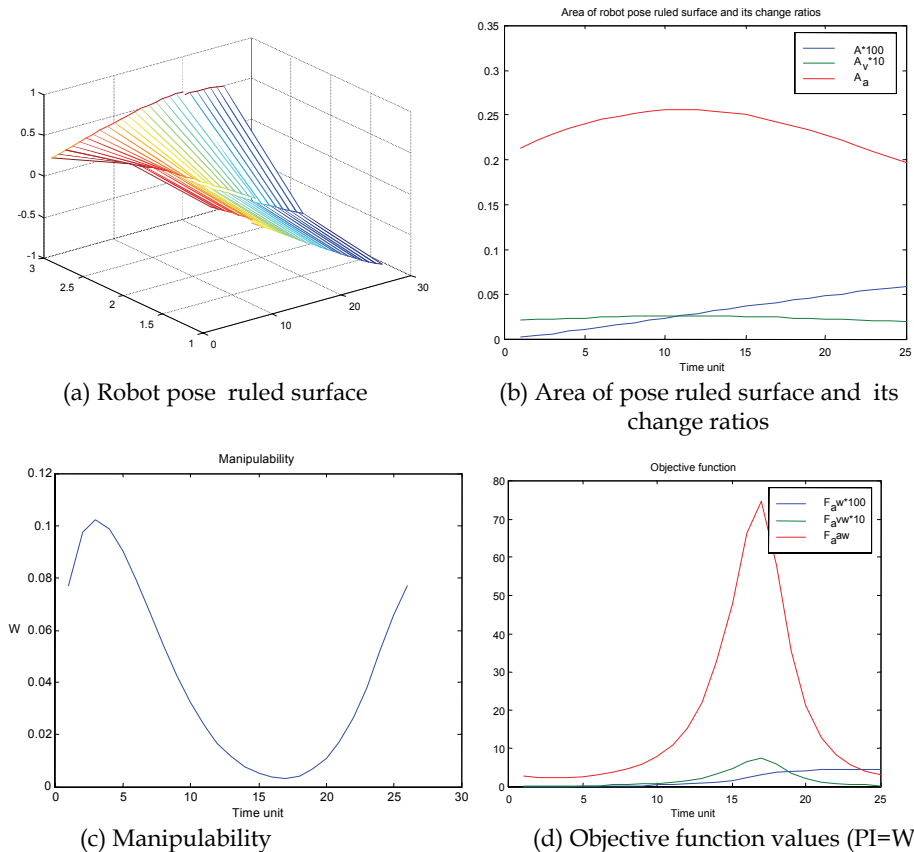 1
0.5
0
-0.5
-1
3
2.5
2
1.5
1
0
10
20
30
(a) Robot pose ruled surface
Area of robot pose ruled surface and its change ratios
0.35
0.3
0.25
0.2
0.15
0.1
0.05
0
A*100
Av*10
Aa
0 5 10 15 20 25
Time unit
(b) Area of pose ruled surface and its
change ratios
Manipulability
0.12
0.1
0.08
0.06
0.04
0.02
0
W
0 5 10 15 20 25 30
Time unit
(c) Manipulability
Objective function
80
70
60
50
40
30
20
10
0
Faw*100
Favw*10
Faaw
0 5 10 15 20 25
Time unit
(d) Objective function values (PI=W